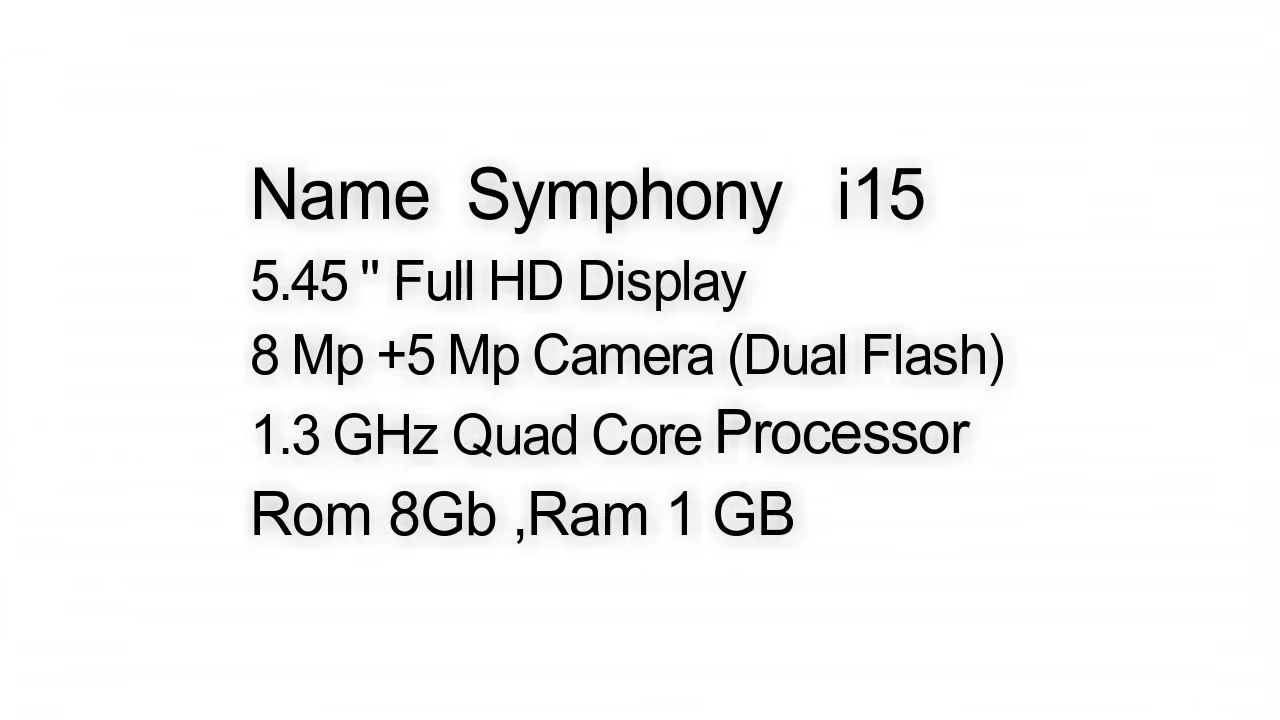 Name Symphony i15
5.45 " Full HD Display
8 Mp +5 Mp Camera (Dual Flash)
1.3 GHz Quad Core Processor
Rom 8Gb ,Ram 1 GB